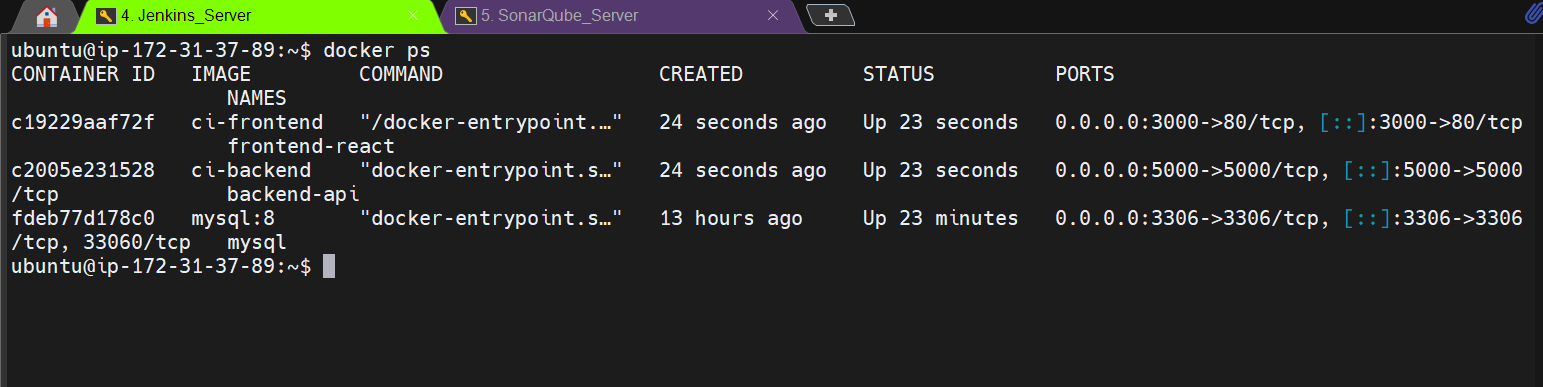 4. Jenkins_Server
5. SonarQube_Server
ubuntu@ip-172-31-37-89:~$ docker ps
CONTAINER ID   IMAGE         COMMAND                  CREATED          STATUS          PORTS
                  NAMES
c19229aaf72f   ci-frontend   "/docker-entrypoint.…"   24 seconds ago   Up 23 seconds   0.0.0.0:3000->80/tcp, [::]:3000->80/tcp
                  frontend-react
c2005e231528   ci-backend    "docker-entrypoint.s…"   24 seconds ago   Up 23 seconds   0.0.0.0:5000->5000/tcp, [::]:5000->5000
/tcp              backend-api
fdeb77d178c0   mysql:8       "docker-entrypoint.s…"   13 hours ago     Up 23 minutes   0.0.0.0:3306->3306/tcp, [::]:3306->3306
/tcp, 33060/tcp   mysql
ubuntu@ip-172-31-37-89:~$